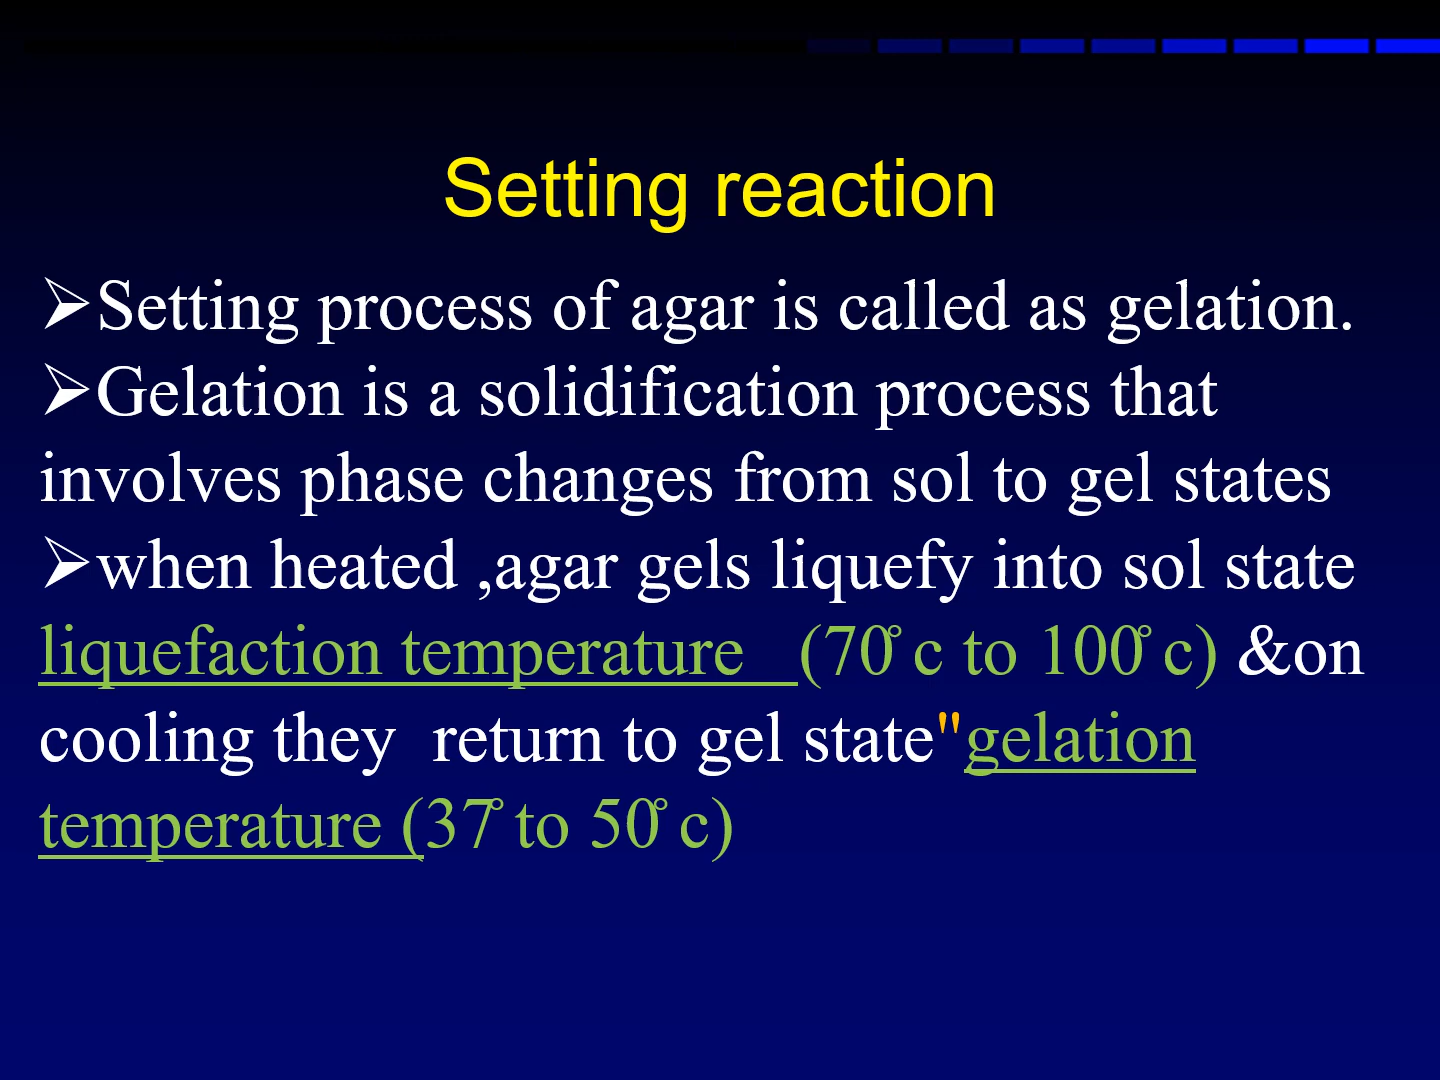 Setting reaction
➢Setting process of agar is called as gelation.
➢Gelation is a solidification process that
involves phase changes from sol to gel states
➢when heated ,agar gels liquefy into sol state
liquefaction temperature   (70̊ c to 100̊ c) &on
cooling they  return to gel state"gelation
temperature (37̊ to 50̊ c)